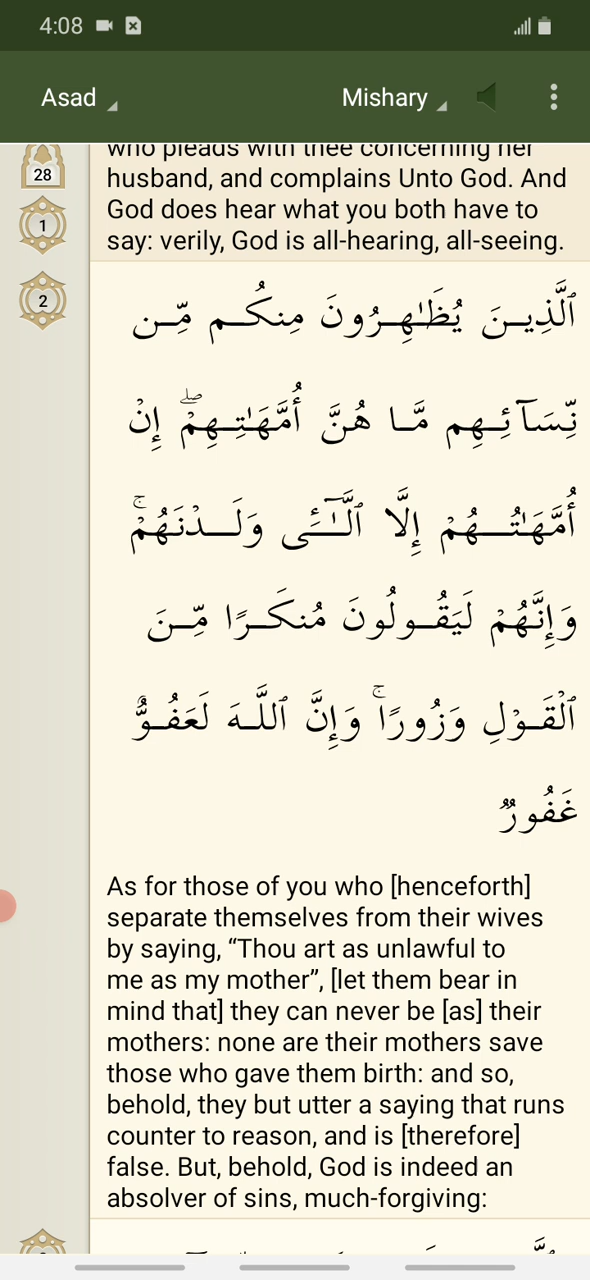 4:08
Asad
Mishary
28
who pleads with thee concerning her
husband, and complains Unto God. And
1
God does hear what you both have to
say: verily, God is all-hearing, all-seeing.
2
ٱلَّذِينَ يُظَـٰهِرُونَ مِنكُم مِّن
نِّسَآئِهِم مَّا هُنَّ أُمَّهَـٰتِهِمْ ۖ إِنْ
أُمَّهَـٰتُهُمْ إِلَّا ٱلَّـٰٓـِٔى وَلَدْنَهُمْ ۚ
وَإِنَّهُمْ لَيَقُولُونَ مُنكَرًا مِّنَ
ٱلْقَوْلِ وَزُورًا ۚ وَإِنَّ ٱللَّهَ لَعَفُوٌّ
غَفُورٌ
As for those of you who [henceforth]
separate themselves from their wives
by saying, “Thou art as unlawful to
me as my mother”, [let them bear in
mind that] they can never be [as] their
mothers: none are their mothers save
those who gave them birth: and so,
behold, they but utter a saying that runs
counter to reason, and is [therefore]
false. But, behold, God is indeed an
absolver of sins, much-forgiving: